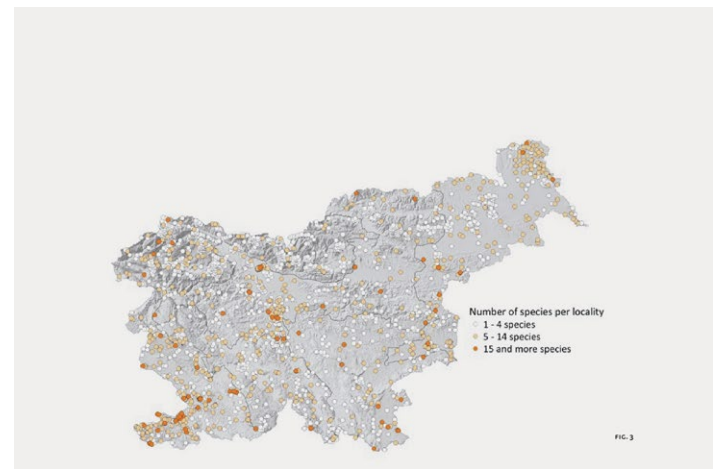 Number of species per locality
1 - 4 species
5 - 14 species
15 and more species
FIG. 3